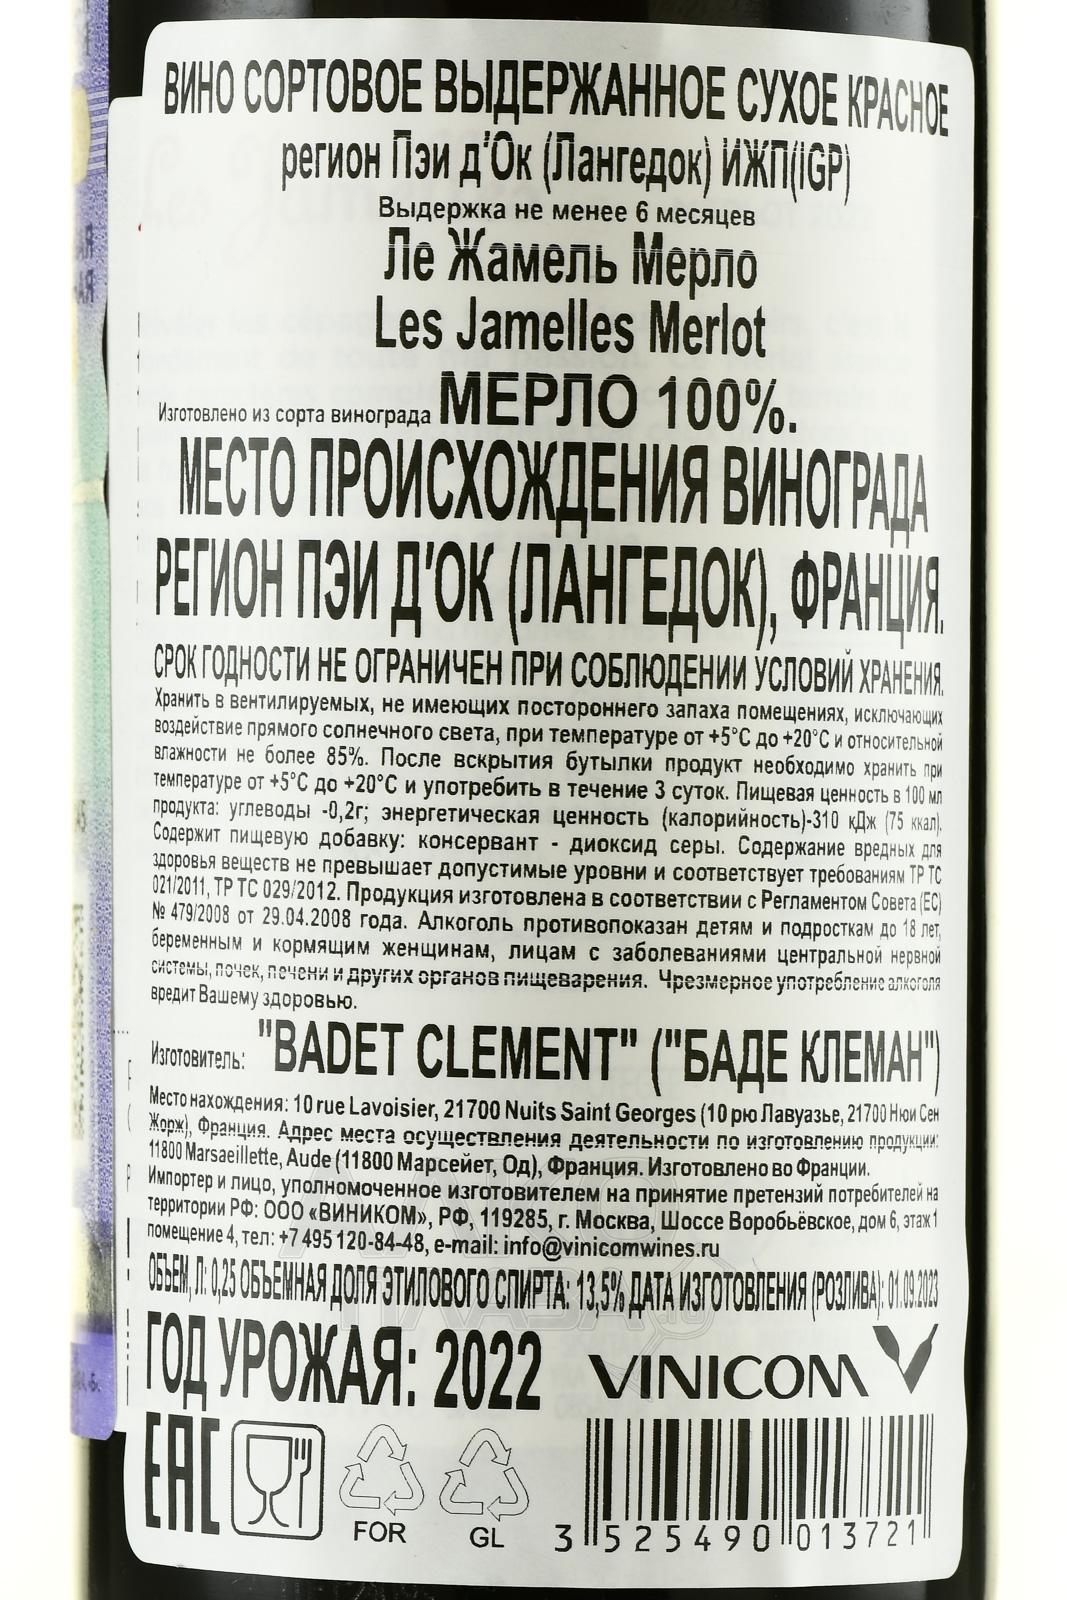 ВИНО СОРТОВОЕ ВЫДЕРЖАННОЕ СУХОЕ КРАСНОЕ
регион Пэи д'Ок (Лангедок) ИЖП(IGP)
Выдержка не менее 6 месяцев
Ле Жамель Мерло
Les Jamelles Merlot
Изготовлено из сорта винограда МЕРЛО 100%.
МЕСТО ПРОИСХОЖДЕНИЯ ВИНОГРАДА
РЕГИОН ПЭИ Д'ОК (ЛАНГЕДОК), ФРАНЦИЯ.
СРОК ГОДНОСТИ НЕ ОГРАНИЧЕН ПРИ СОБЛЮДЕНИИ УСЛОВИЙ ХРАНЕНИЯ.
Хранить в вентилируемых, не имеющих постороннего запаха помещениях, исключающих
воздействие прямого солнечного света, при температуре от +5°С до +20°С и относительной
влажности не более 85%. После вскрытия бутылки продукт необходимо хранить при
температуре от +5°С до +20°С и употребить в течение 3 суток. Пищевая ценность в 100 мл
продукта: углеводы -0,2г; энергетическая ценность (калорийность)-310 кДж (75 ккал).
Содержит пищевую добавку: консервант - диоксид серы. Содержание вредных для
здоровья веществ не превышает допустимые уровни и соответствует требованиям ТР ТС
021/2011, ТР ТС 029/2012. Продукция изготовлена в соответствии с Регламентом Совета (ЕС)
№ 479/2008 от 29.04.2008 года. Алкоголь противопоказан детям и подросткам до 18 лет,
беременным и кормящим женщинам, лицам с заболеваниями центральной нервной
системы, почек, печени и других органов пищеварения. Чрезмерное употребление алкоголя
вредит Вашему здоровью.
Изготовитель: "BADET CLEMENT" ("БАДЕ КЛЕМАН")
Место нахождения: 10 rue Lavoisier, 21700 Nuits Saint Georges (10 рю Лавуазье, 21700 Нюи Сен
Жорж), Франция. Адрес места осуществления деятельности по изготовлению продукции:
11800 Marsaeillette, Aude (11800 Марсейет, Од), Франция. Изготовлено во Франции.
Импортер и лицо, уполномоченное изготовителем на принятие претензий потребителей на
территории РФ: ООО «ВИНИКОМ», РФ, 119285, г. Москва, Шоссе Воробьёвское, дом 6, этаж 1
помещение 4, тел: +7 495 120-84-48, e-mail: info@vinicomwines.ru
ОБЪЕМ, Л: 0,25 ОБЪЕМНАЯ ДОЛЯ ЭТИЛОВОГО СПИРТА: 13,5% ДАТА ИЗГОТОВЛЕНИЯ (РОЗЛИВА): 01.09.2023
ГОД УРОЖАЯ: 2022 VINICOM
EAC
FOR GL
3 525490 013721